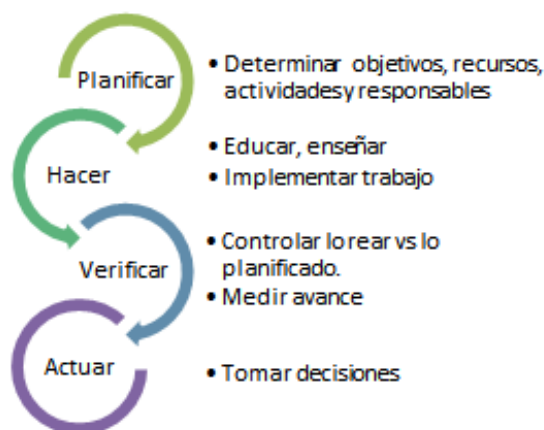 Planificar
• Determinar objetivos, recursos,
actividades y responsables
Hacer
• Educar, enseñar
• Implementar trabajo
Verificar
• Controlar lo rear vs lo
planificado.
• Medir avance
Actuar
• Tomar decisiones